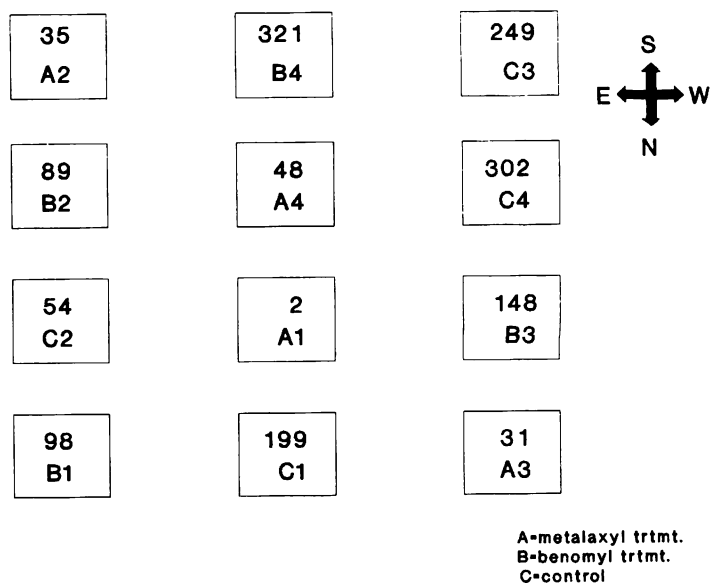 35
A2
321
B4
249
C3
S
E W
N
89
B2
48
A4
302
C4
54
C2
2
A1
148
B3
98
B1
199
C1
31
A3
A=metalaxyl trtmt.
B=benomyl trtmt.
C=control